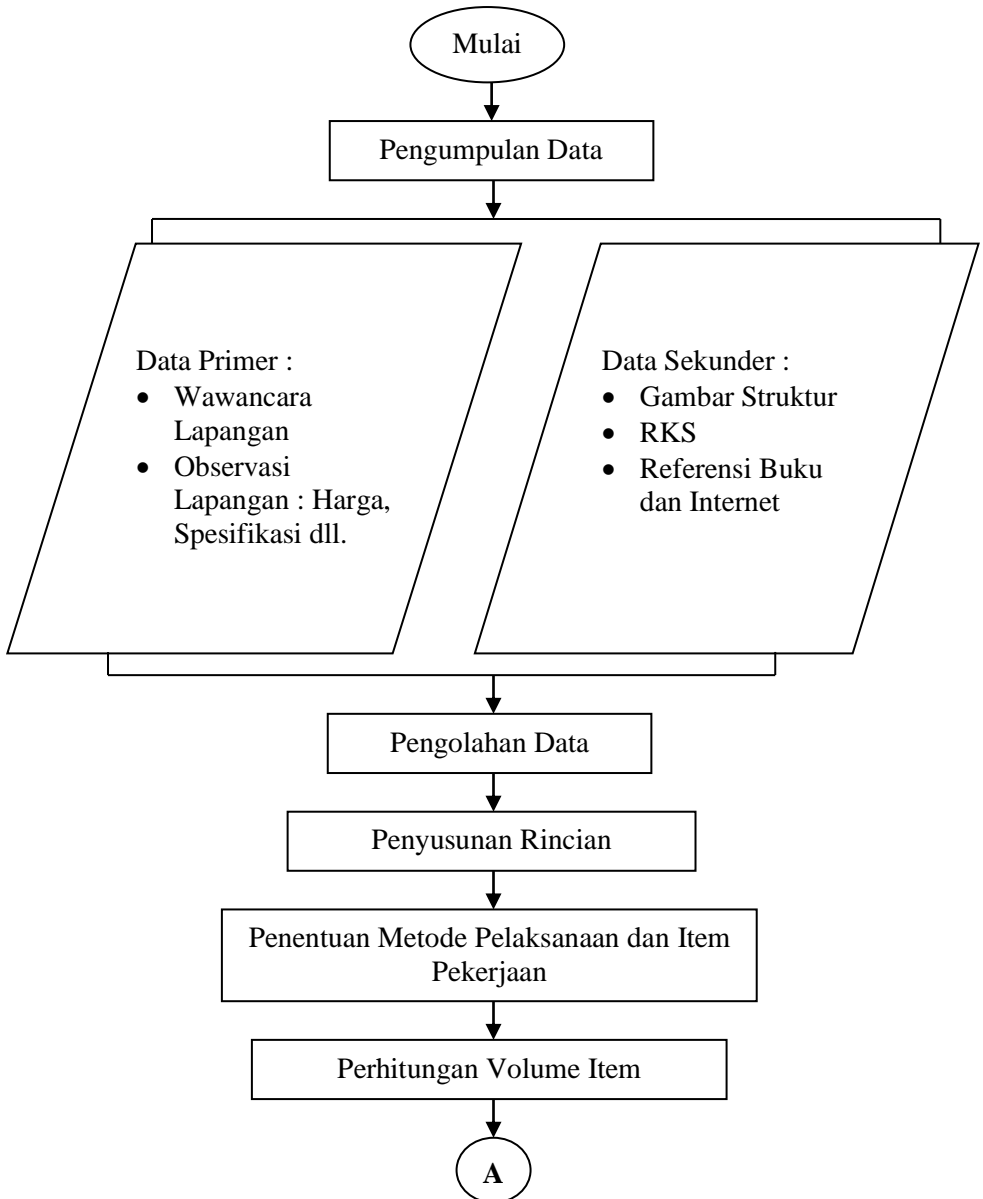 Mulai
Pengumpulan Data
Data Primer :
• Wawancara
Lapangan
• Observasi
Lapangan : Harga,
Spesifikasi dll.
Data Sekunder :
• Gambar Struktur
• RKS
• Referensi Buku
dan Internet
Pengolahan Data
Penyusunan Rincian
Penentuan Metode Pelaksanaan dan Item
Pekerjaan
Perhitungan Volume Item
A